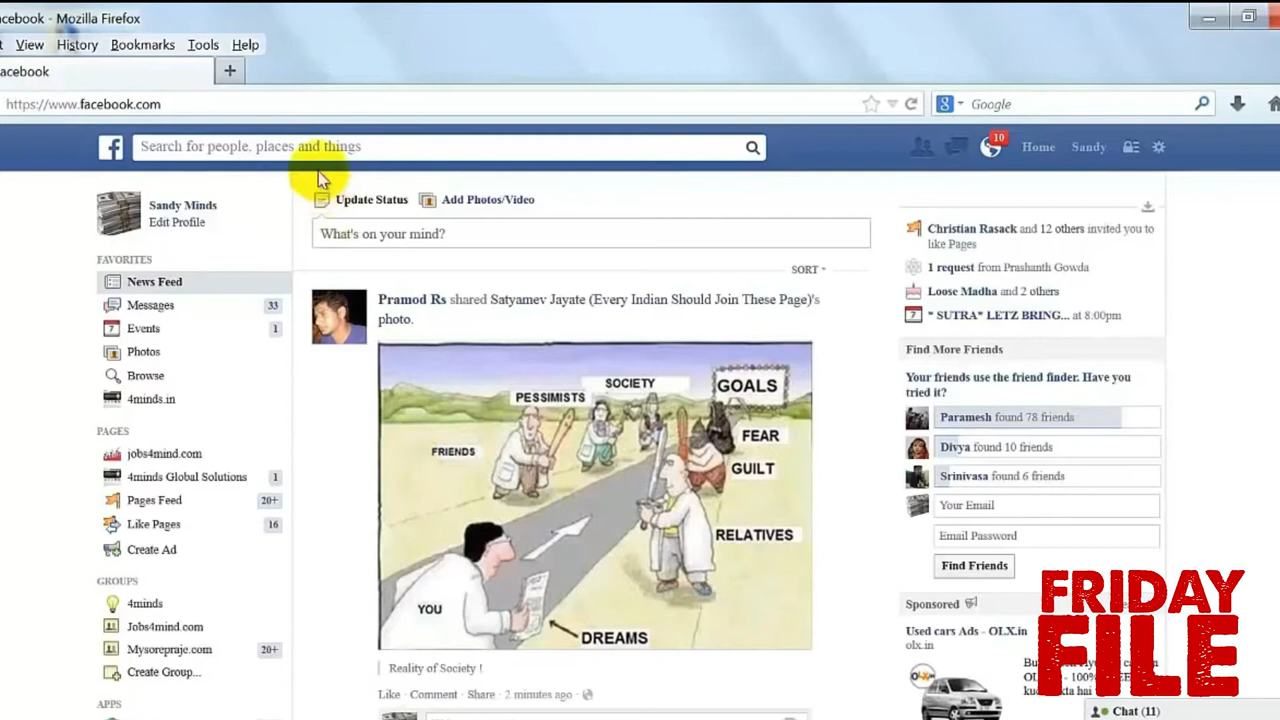 acebook - Mozilla Firefox
t View History Bookmarks Tools Help
acebook
+
https://www.facebook.com
Google
Search for people, places and things
10
Home
Sandy
Sandy Minds
Edit Profile
FAVORITES
News Feed
Messages 33
Events 1
Photos
Browse
4minds.in
PAGES
jobs4mind.com
4minds Global Solutions 1
Pages Feed 20+
Like Pages 16
Create Ad
GROUPS
4minds
Jobs4mind.com
Mysorepraje.com 20+
Create Group...
APPS
Update Status Add Photos/Video
What's on your mind?
SORT
Pramod Rs shared Satyamev Jayate (Every Indian Should Join These Page)'s
photo.
GOALS
SOCIETY
PESSIMISTS
FEAR
FRIENDS
GUILT
RELATIVES
YOU
DREAMS
Reality of Society !
Like · Comment · Share · 2 minutes ago ·
Christian Rasack and 12 others invited you to
like Pages
1 request from Prashanth Gowda
Loose Madha and 2 others
7
* SUTRA* LETZ BRING... at 8.00pm
Find More Friends
Your friends use the friend finder. Have you
tried it?
Paramesh found 78 friends
Divya found 10 friends
Srinivasa found 6 friends
Your Email
Email Password
Find Friends
Sponsored
Used cars Ads - OLX.in
olx.in
Chat (11)
FRIDAY
FILE